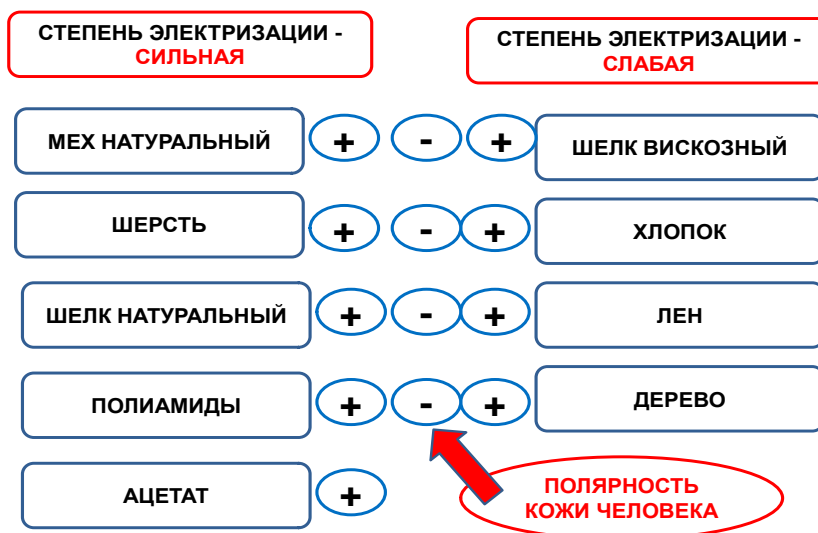 СТЕПЕНЬ ЭЛЕКТРИЗАЦИИ -
СИЛЬНАЯ
СТЕПЕНЬ ЭЛЕКТРИЗАЦИИ -
СЛАБАЯ
МЕХ НАТУРАЛЬНЫЙ + - + ШЕЛК ВИСКОЗНЫЙ
ШЕРСТЬ + - + ХЛОПОК
ШЕЛК НАТУРАЛЬНЫЙ + - + ЛЕН
ПОЛИАМИДЫ + - + ДЕРЕВО
АЦЕТАТ +
ПОЛЯРНОСТЬ
КОЖИ ЧЕЛОВЕКА